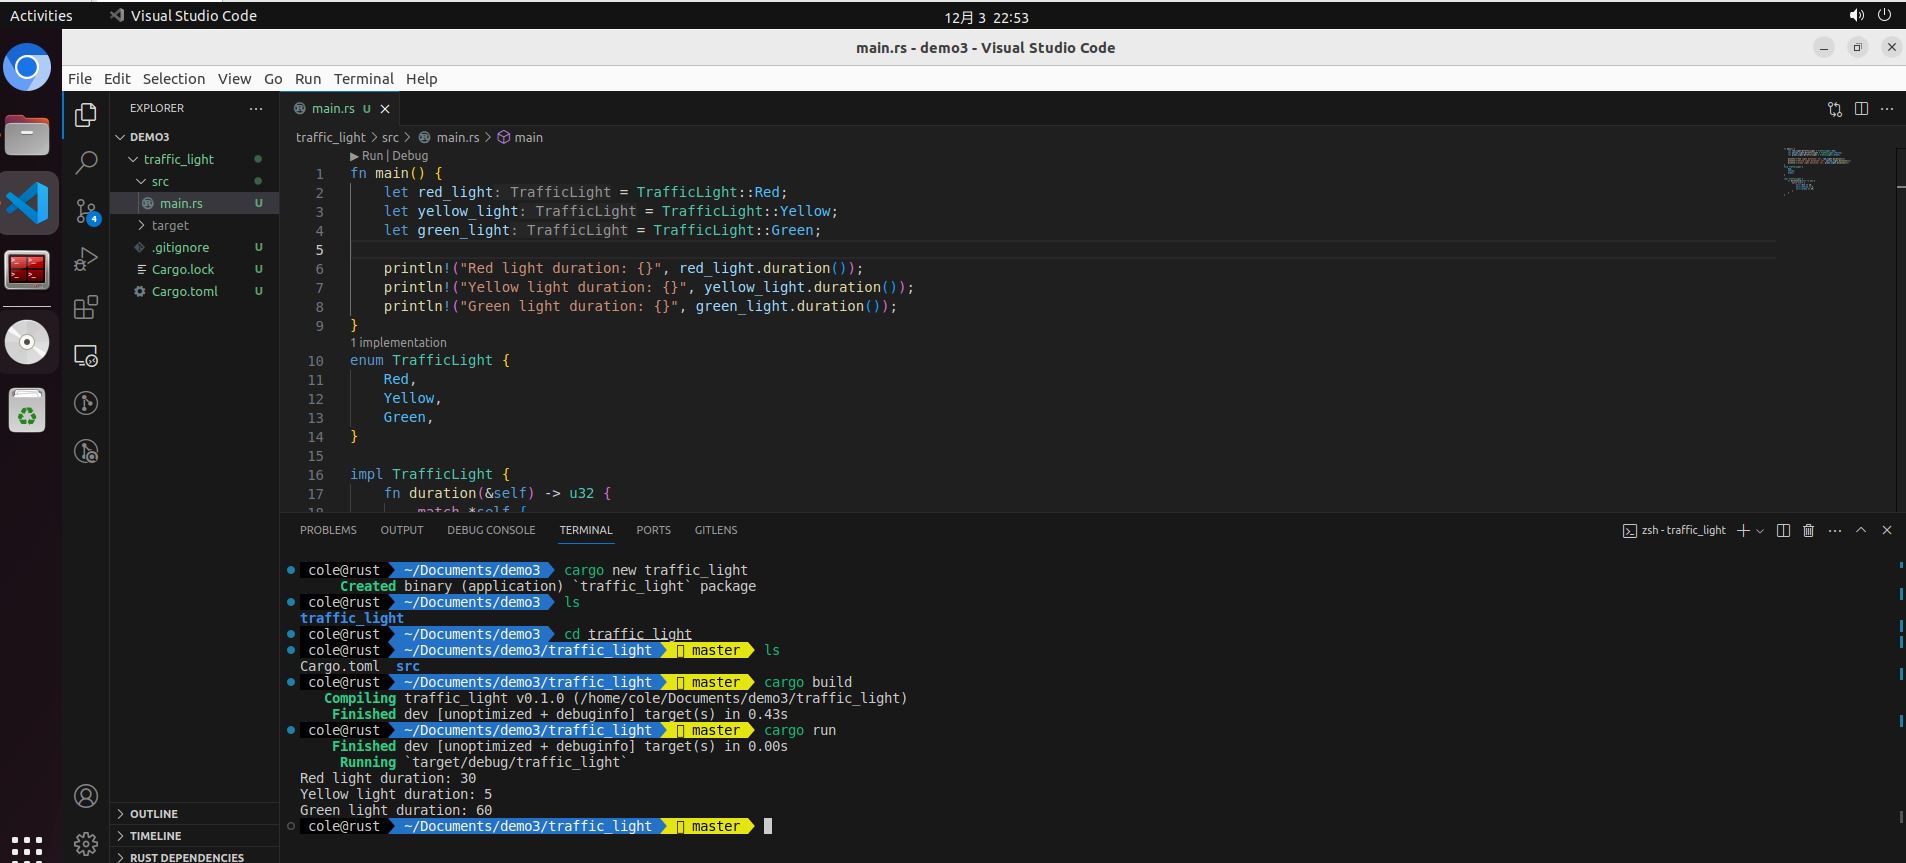 Activities
Visual Studio Code
12月 3 22:53
main.rs - demo3 - Visual Studio Code
File Edit Selection View Go Run Terminal Help
EXPLORER
DEMO3
traffic_light
src
main.rs U
target
.gitignore U
Cargo.lock U
Cargo.toml U
OUTLINE
TIMELINE
RUST DEPENDENCIES
4
main.rs U
traffic_light > src > main.rs > main
Run | Debug
1 fn main() {
2 let red_light: TrafficLight = TrafficLight::Red;
3 let yellow_light: TrafficLight = TrafficLight::Yellow;
4 let green_light: TrafficLight = TrafficLight::Green;
5
6 println!("Red light duration: {}", red_light.duration());
7 println!("Yellow light duration: {}", yellow_light.duration());
8 println!("Green light duration: {}", green_light.duration());
9 }
1 implementation
10 enum TrafficLight {
11 Red,
12 Yellow,
13 Green,
14 }
15
16 impl TrafficLight {
17 fn duration(&self) -> u32 {
18 match *self {
PROBLEMS OUTPUT DEBUG CONSOLE TERMINAL PORTS GITLENS
zsh - traffic_light
cole@rust ~/Documents/demo3 cargo new traffic_light
Created binary (application) `traffic_light` package
cole@rust ~/Documents/demo3 ls
traffic_light
cole@rust ~/Documents/demo3 cd traffic_light
cole@rust ~/Documents/demo3/traffic_light master ls
Cargo.toml src
cole@rust ~/Documents/demo3/traffic_light master cargo build
Compiling traffic_light v0.1.0 (/home/cole/Documents/demo3/traffic_light)
Finished dev [unoptimized + debuginfo] target(s) in 0.43s
cole@rust ~/Documents/demo3/traffic_light master cargo run
Finished dev [unoptimized + debuginfo] target(s) in 0.00s
Running `target/debug/traffic_light`
Red light duration: 30
Yellow light duration: 5
Green light duration: 60
cole@rust ~/Documents/demo3/traffic_light master